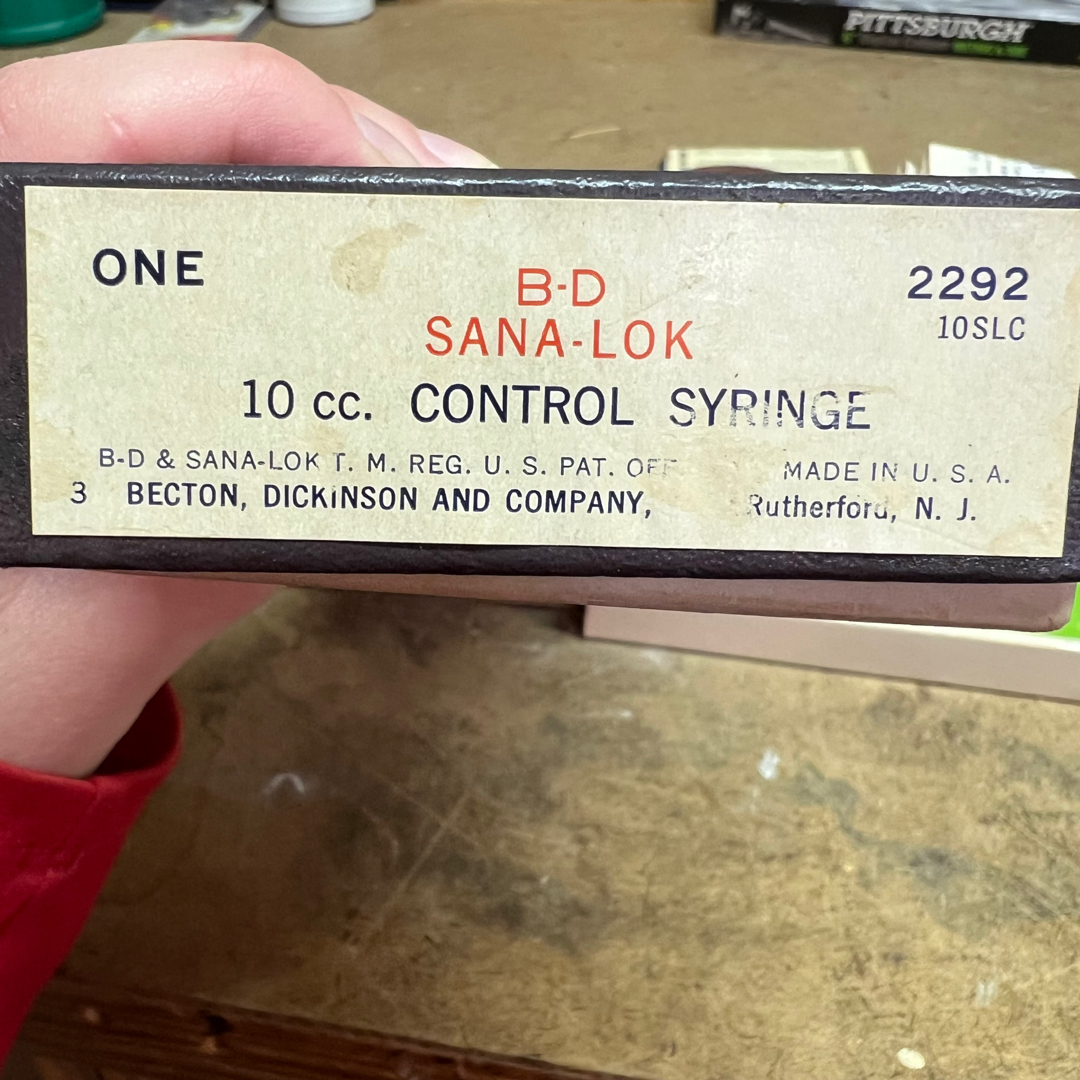 PITTSBURGH
ONE
B-D
2292
SANA-LOK
10SLC
10 cc. CONTROL SYRINGE
B-D & SANA-LOK T. M. REG. U. S. PAT. OFF MADE IN U. S. A.
3 BECTON, DICKINSON AND COMPANY, Rutherford, N. J.